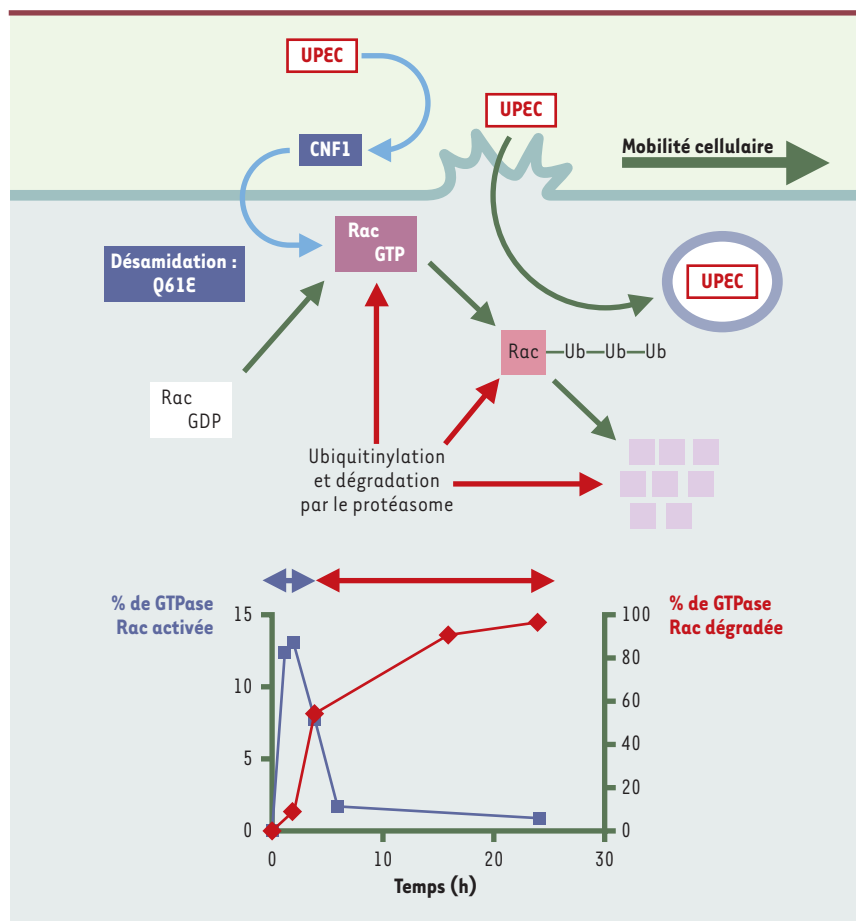 UPEC
UPEC
CNF1
Mobilité cellulaire
Rac
GTP
Désamidation :
Q61E
UPEC
Rac —Ub—Ub—Ub
Rac
GDP
Ubiquitinylation
et dégradation
par le protéasome
% de GTPase
Rac activée
% de GTPase
Rac dégradée
15
10
5
0
100
80
60
40
20
0
0
10
20
30
Temps (h)